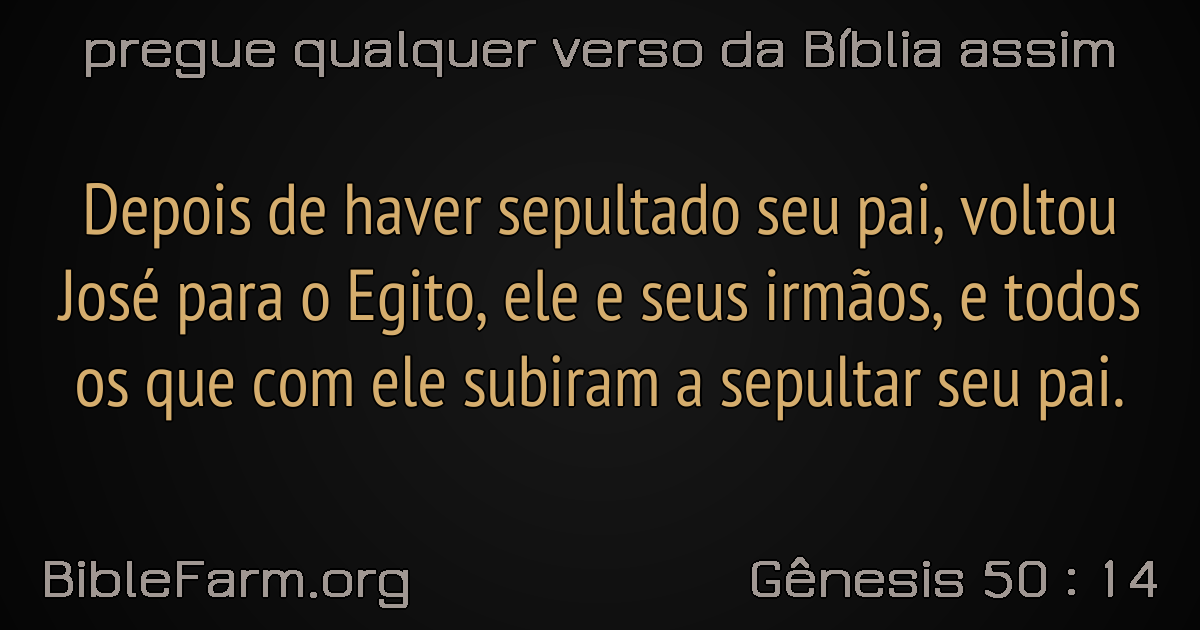 pregue qualquer verso da Bíblia assim
Depois de haver sepultado seu pai, voltou
José para o Egito, ele e seus irmãos, e todos
os que com ele subiram a sepultar seu pai.
BibleFarm.org
Gênesis 50 : 14